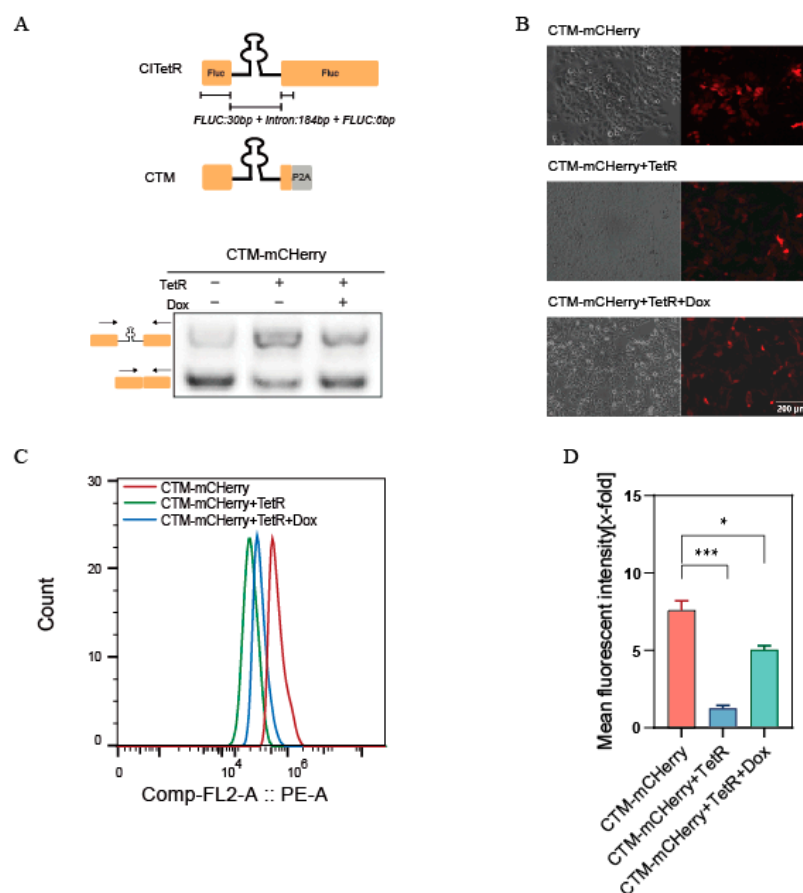 A
CITetR
Fluc
Fluc
FLUC:30bp + Intron:184bp + FLUC:6bp
CTM
P2A
CTM-mCHerry
TetR − + +
Dox − − +
B
CTM-mCHerry
CTM-mCHerry+TetR
CTM-mCHerry+TetR+Dox
200 μm
C
30
20
10
0
Count
CTM-mCHerry
CTM-mCHerry+TetR
CTM-mCHerry+TetR+Dox
0
10^4
10^6
Comp-FL2-A :: PE-A
D
Mean fluorescent intensity[x-fold]
15
10
5
0
*
***
CTM-mCHerry
CTM-mCHerry+TetR
CTM-mCHerry+TetR+Dox